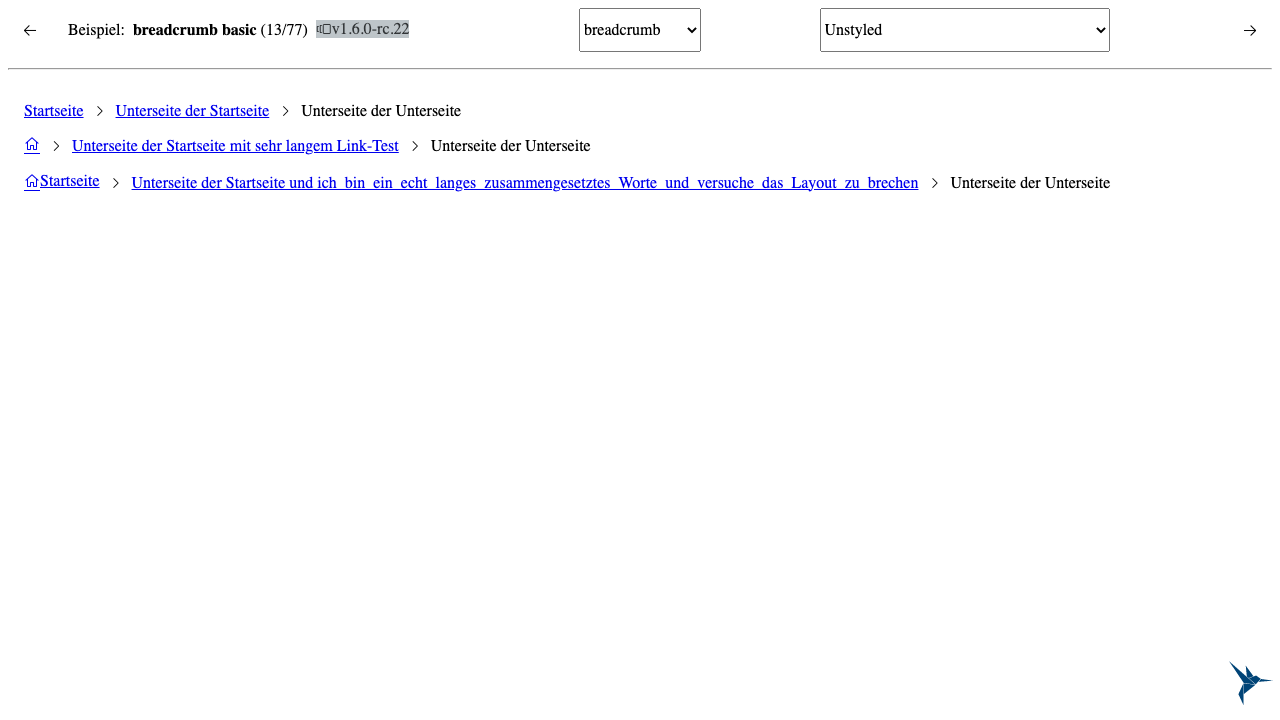 Beispiel: breadcrumb basic (13/77) v1.6.0-rc.22 breadcrumb Unstyled
Startseite Unterseite der Startseite Unterseite der Unterseite
Unterseite der Startseite mit sehr langem Link-Test Unterseite der Unterseite
Startseite Unterseite der Startseite und ich_bin_ein_echt_langes_zusammengesetztes_Worte_und_versuche_das_Layout_zu_brechen Unterseite der Unterseite